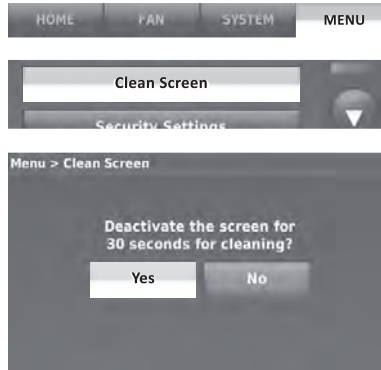 HOME FAN SYSTEM MENU
Clean Screen
Security Settings
Menu > Clean Screen
Deactivate the screen for
30 seconds for cleaning?
Yes No